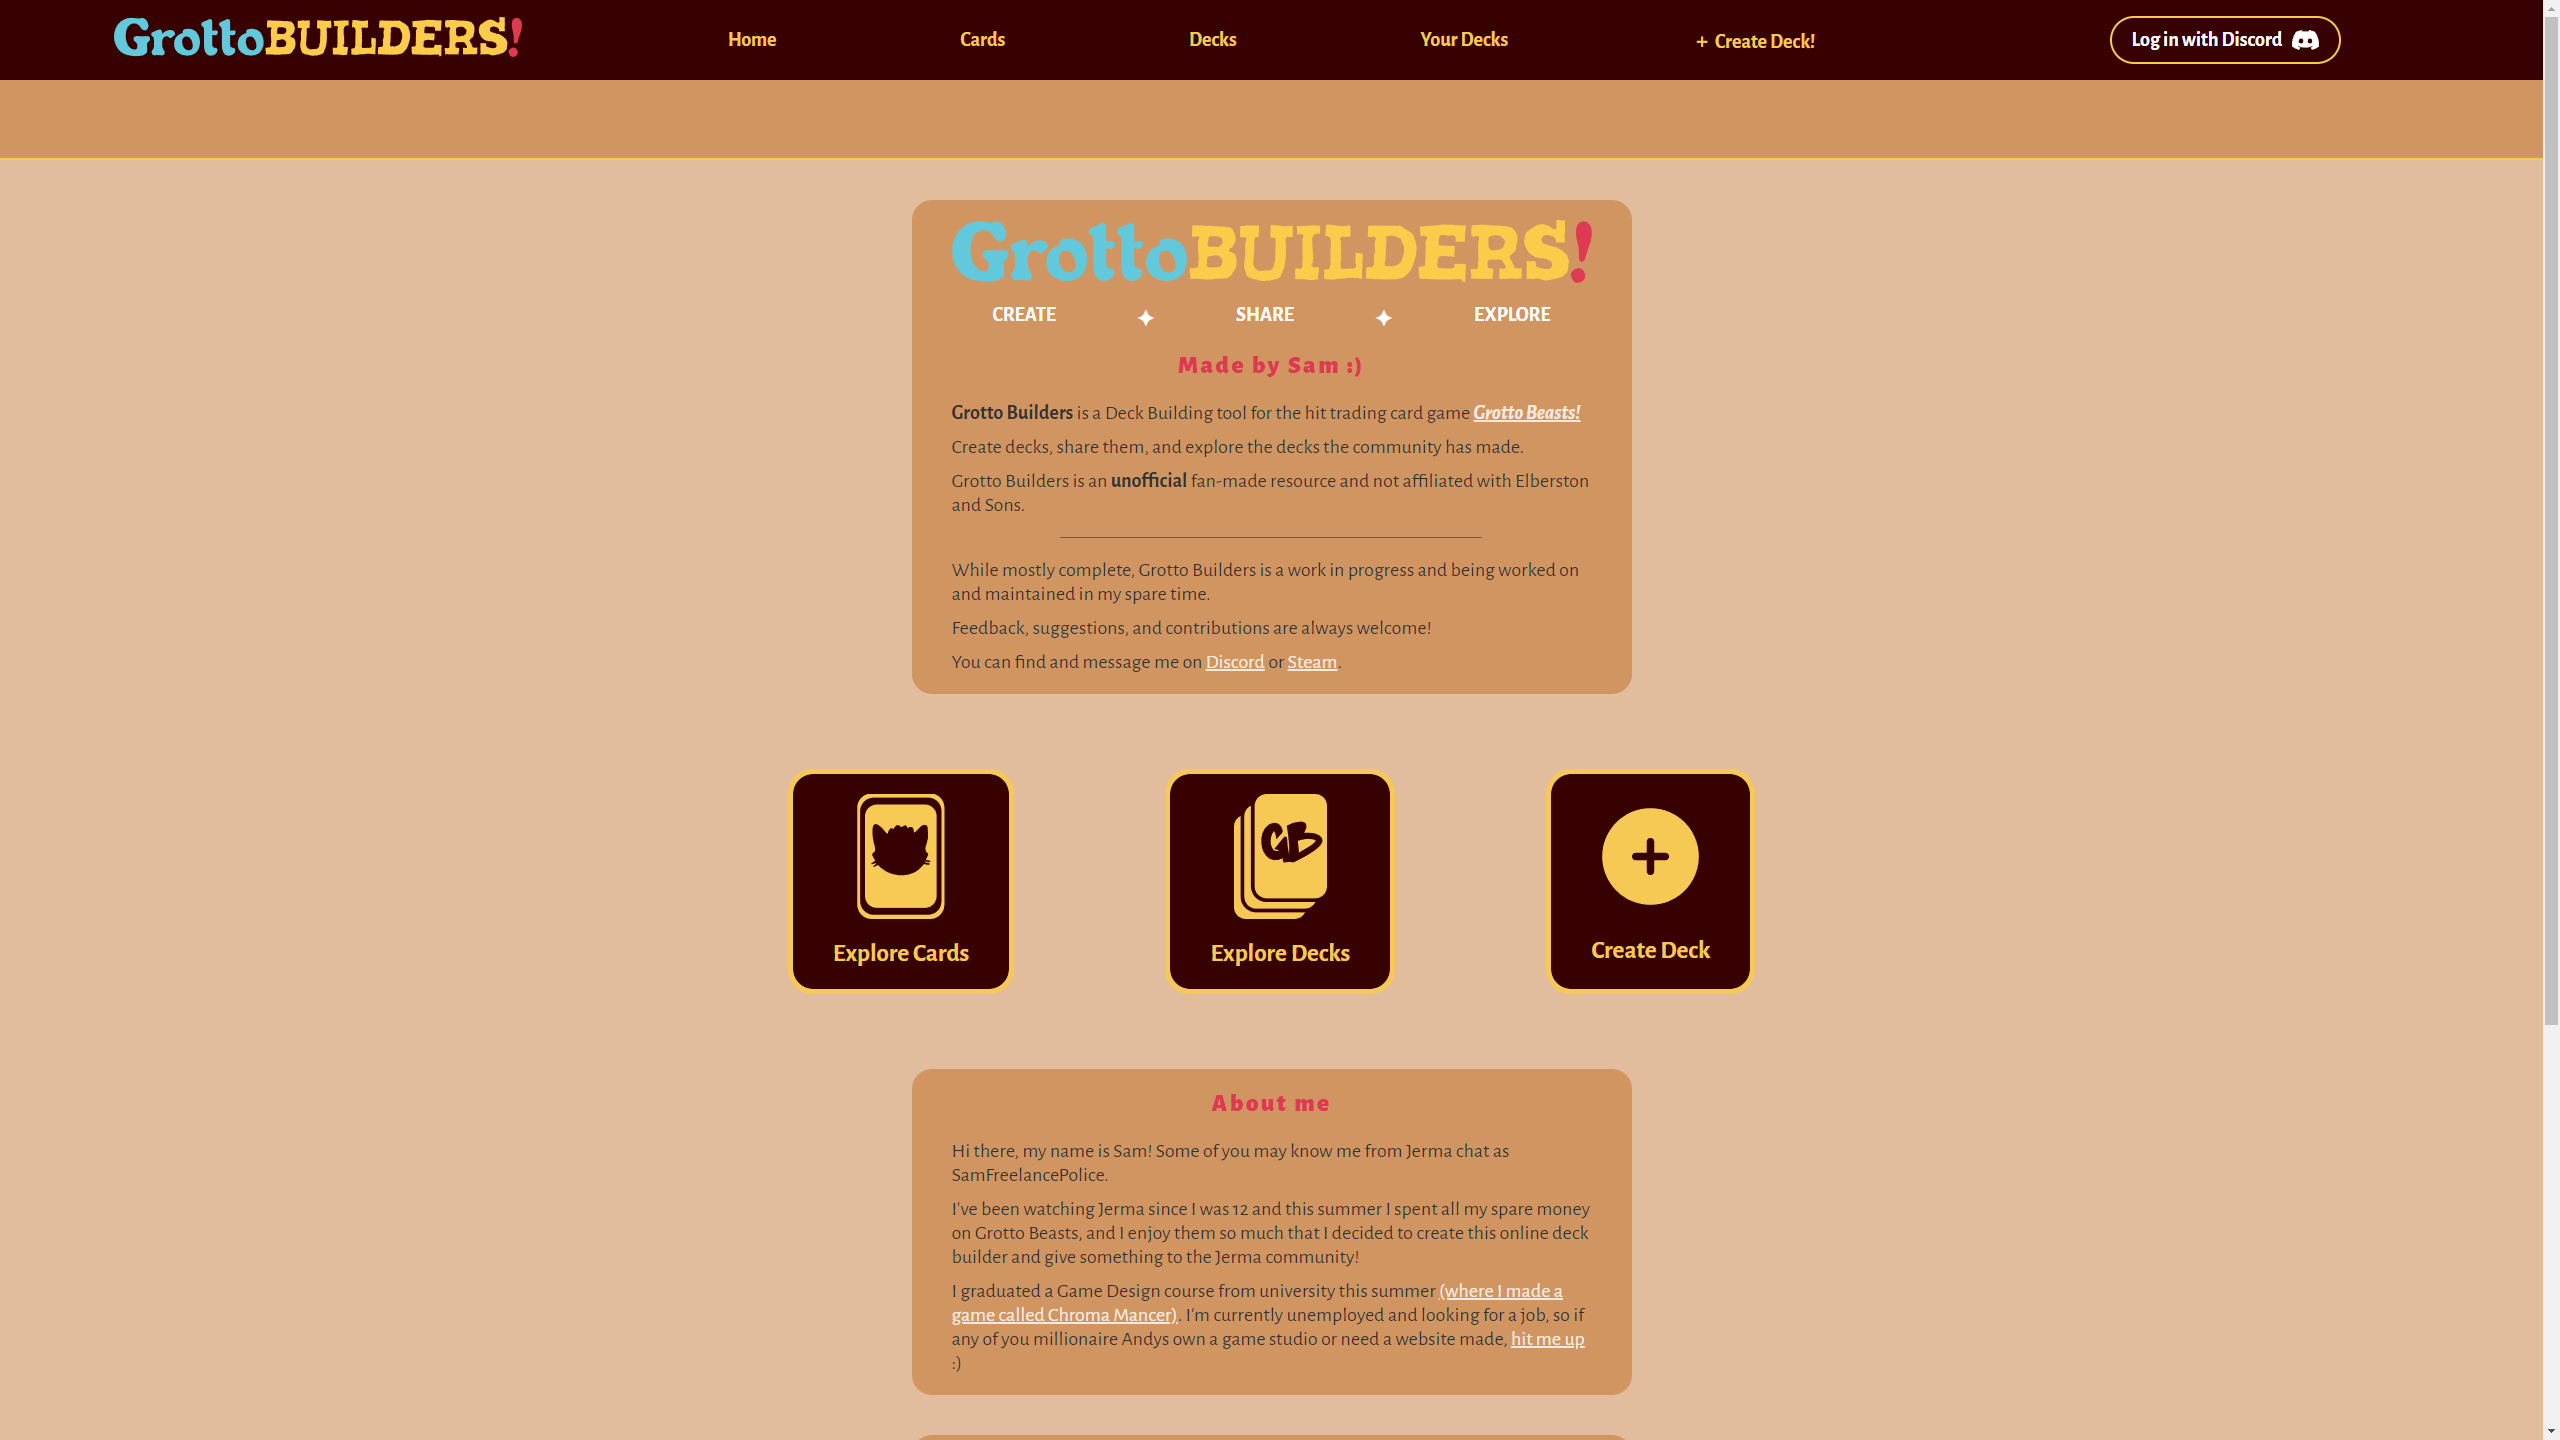 GrottoBUILDERS!
Home
Cards
Decks
Your Decks
+ Create Deck!
Log in with Discord
GrottoBUILDERS!
CREATE ✦ SHARE ✦ EXPLORE
Made by Sam :)
Grotto Builders is a Deck Building tool for the hit trading card game Grotto Beasts!
Create decks, share them, and explore the decks the community has made.
Grotto Builders is an unofficial fan-made resource and not affiliated with Elberston
and Sons.
While mostly complete, Grotto Builders is a work in progress and being worked on
and maintained in my spare time.
Feedback, suggestions, and contributions are always welcome!
You can find and message me on Discord or Steam.
Explore Cards
GB
Explore Decks
Create Deck
About me
Hi there, my name is Sam! Some of you may know me from Jerma chat as
SamFreelancePolice.
I've been watching Jerma since I was 12 and this summer I spent all my spare money
on Grotto Beasts, and I enjoy them so much that I decided to create this online deck
builder and give something to the Jerma community!
I graduated a Game Design course from university this summer (where I made a
game called Chroma Mancer). I'm currently unemployed and looking for a job, so if
any of you millionaire Andys own a game studio or need a website made, hit me up
:)